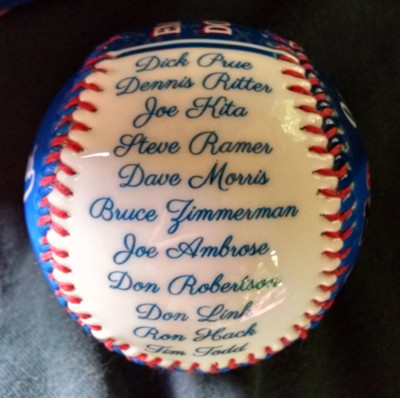 Dick Prue
Dennis Ritter
Joe Kita
Steve Ramer
Dave Morris
Bruce Zimmerman
Joe Ambrose
Don Robertson
Don Link
Ron Hack
Tim Todd